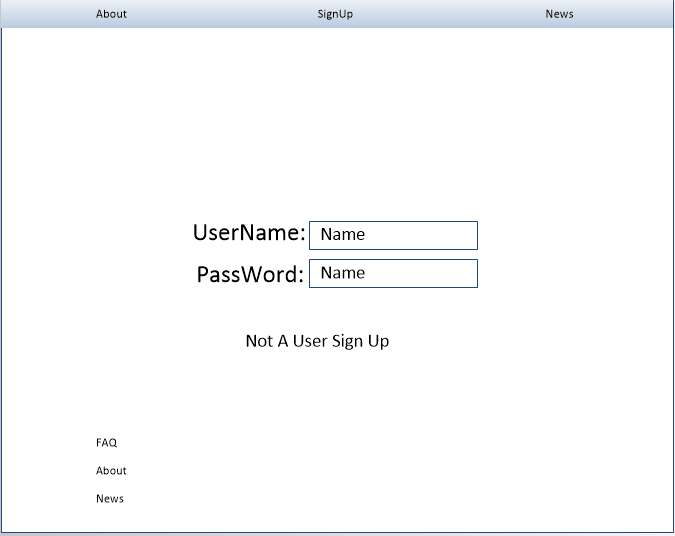 About SignUp News
UserName: Name
PassWord: Name
Not A User Sign Up
FAQ
About
News